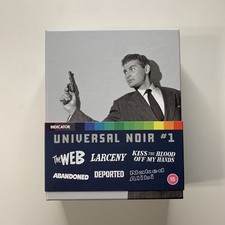 INDICATOR
UNIVERSAL NOIR #1
THE WEB
LARCENY
KISS THE BLOOD
OFF MY HANDS
ABANDONED
DEPORTED
Naked
Alibi
15